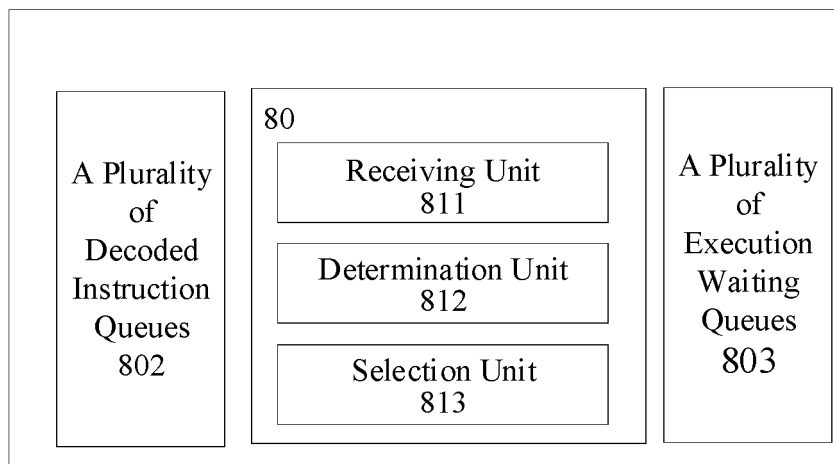 A Plurality
of
Decoded
Instruction
Queues
802
80
Receiving Unit
811
Determination Unit
812
Selection Unit
813
A Plurality
of
Execution
Waiting
Queues
803